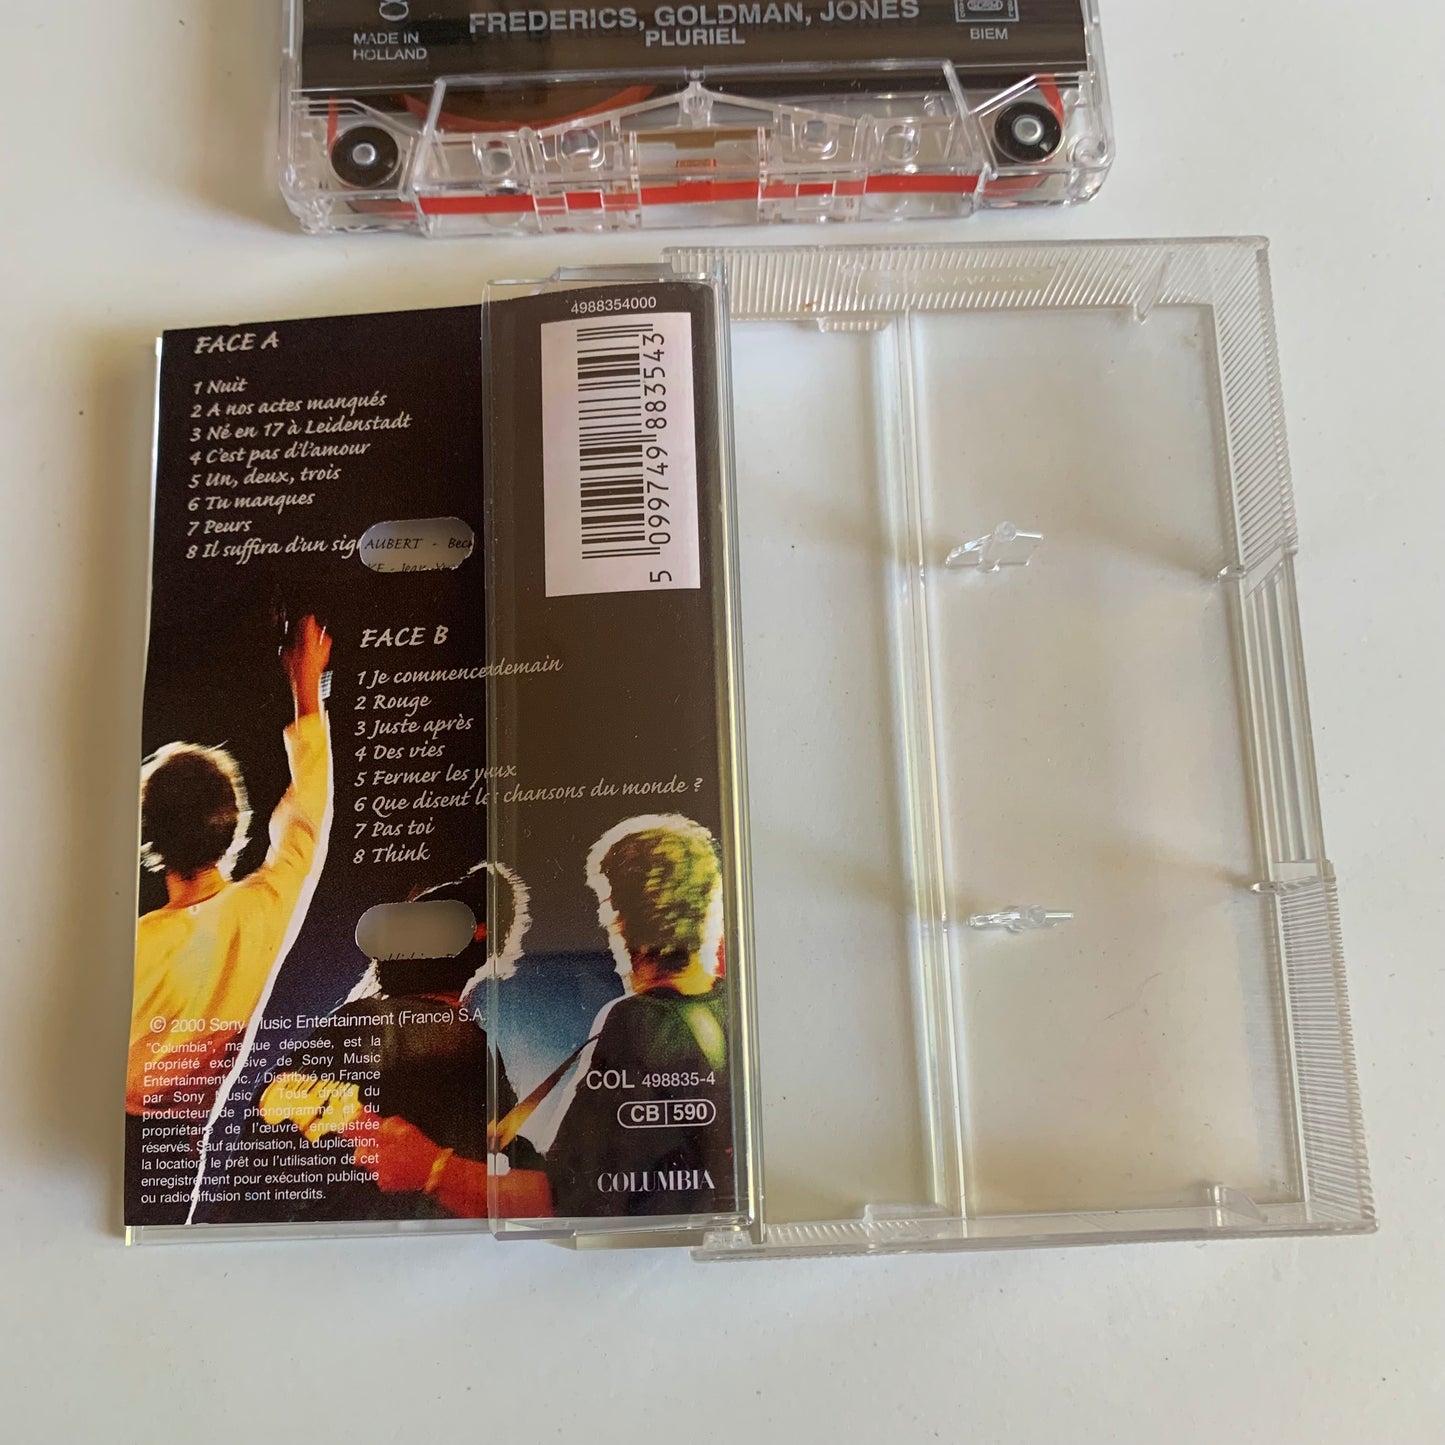 MADE IN
HOLLAND
FREDERICS, GOLDMAN, JONES
PLURIEL
BIEM
FACE A
1 Nuit
2 A nos actes manqués
3 Né en 17 à Leidenstadt
4 C'est pas d'l'amour
5 Un, deux, trois
6 Tu manques
7 Peurs
8 Il suffira d'un sig
AUBERT - Bec
KE - Jean-
4988354000
5 099749 883543
FACE B
1 Je commence demain
2 Rouge
3 Juste après
4 Des vies
5 Fermer les yeux
6 Que disent les chansons du monde ?
7 Pas toi
8 Think
© 2000 Sony Music Entertainment (France) S.A.
"Columbia", marque déposée, est la
propriété exclusive de Sony Music
Entertainment Inc. / Distribué en France
par Sony Music / Tous droits du
producteur de phonogramme et du
propriétaire de l'œuvre enregistrée
réservés. Sauf autorisation, la duplication,
la location, le prêt ou l'utilisation de cet
enregistrement pour exécution publique
ou radiodiffusion sont interdits.
COL 498835-4
CB 590
COLUMBIA